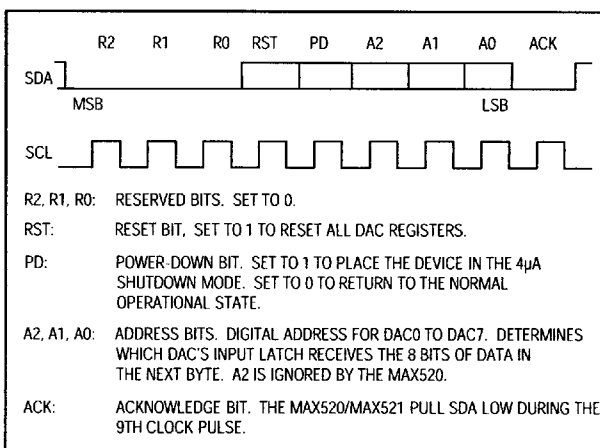 R2 R1 R0 RST PD A2 A1 A0 ACK
SDA
MSB LSB
SCL
R2, R1, R0: RESERVED BITS. SET TO 0.
RST: RESET BIT, SET TO 1 TO RESET ALL DAC REGISTERS.
PD: POWER-DOWN BIT. SET TO 1 TO PLACE THE DEVICE IN THE 4µA
SHUTDOWN MODE. SET TO 0 TO RETURN TO THE NORMAL
OPERATIONAL STATE.
A2, A1, A0: ADDRESS BITS. DIGITAL ADDRESS FOR DAC0 TO DAC7. DETERMINES
WHICH DAC'S INPUT LATCH RECEIVES THE 8 BITS OF DATA IN
THE NEXT BYTE. A2 IS IGNORED BY THE MAX520.
ACK: ACKNOWLEDGE BIT. THE MAX520/MAX521 PULL SDA LOW DURING THE
9TH CLOCK PULSE.